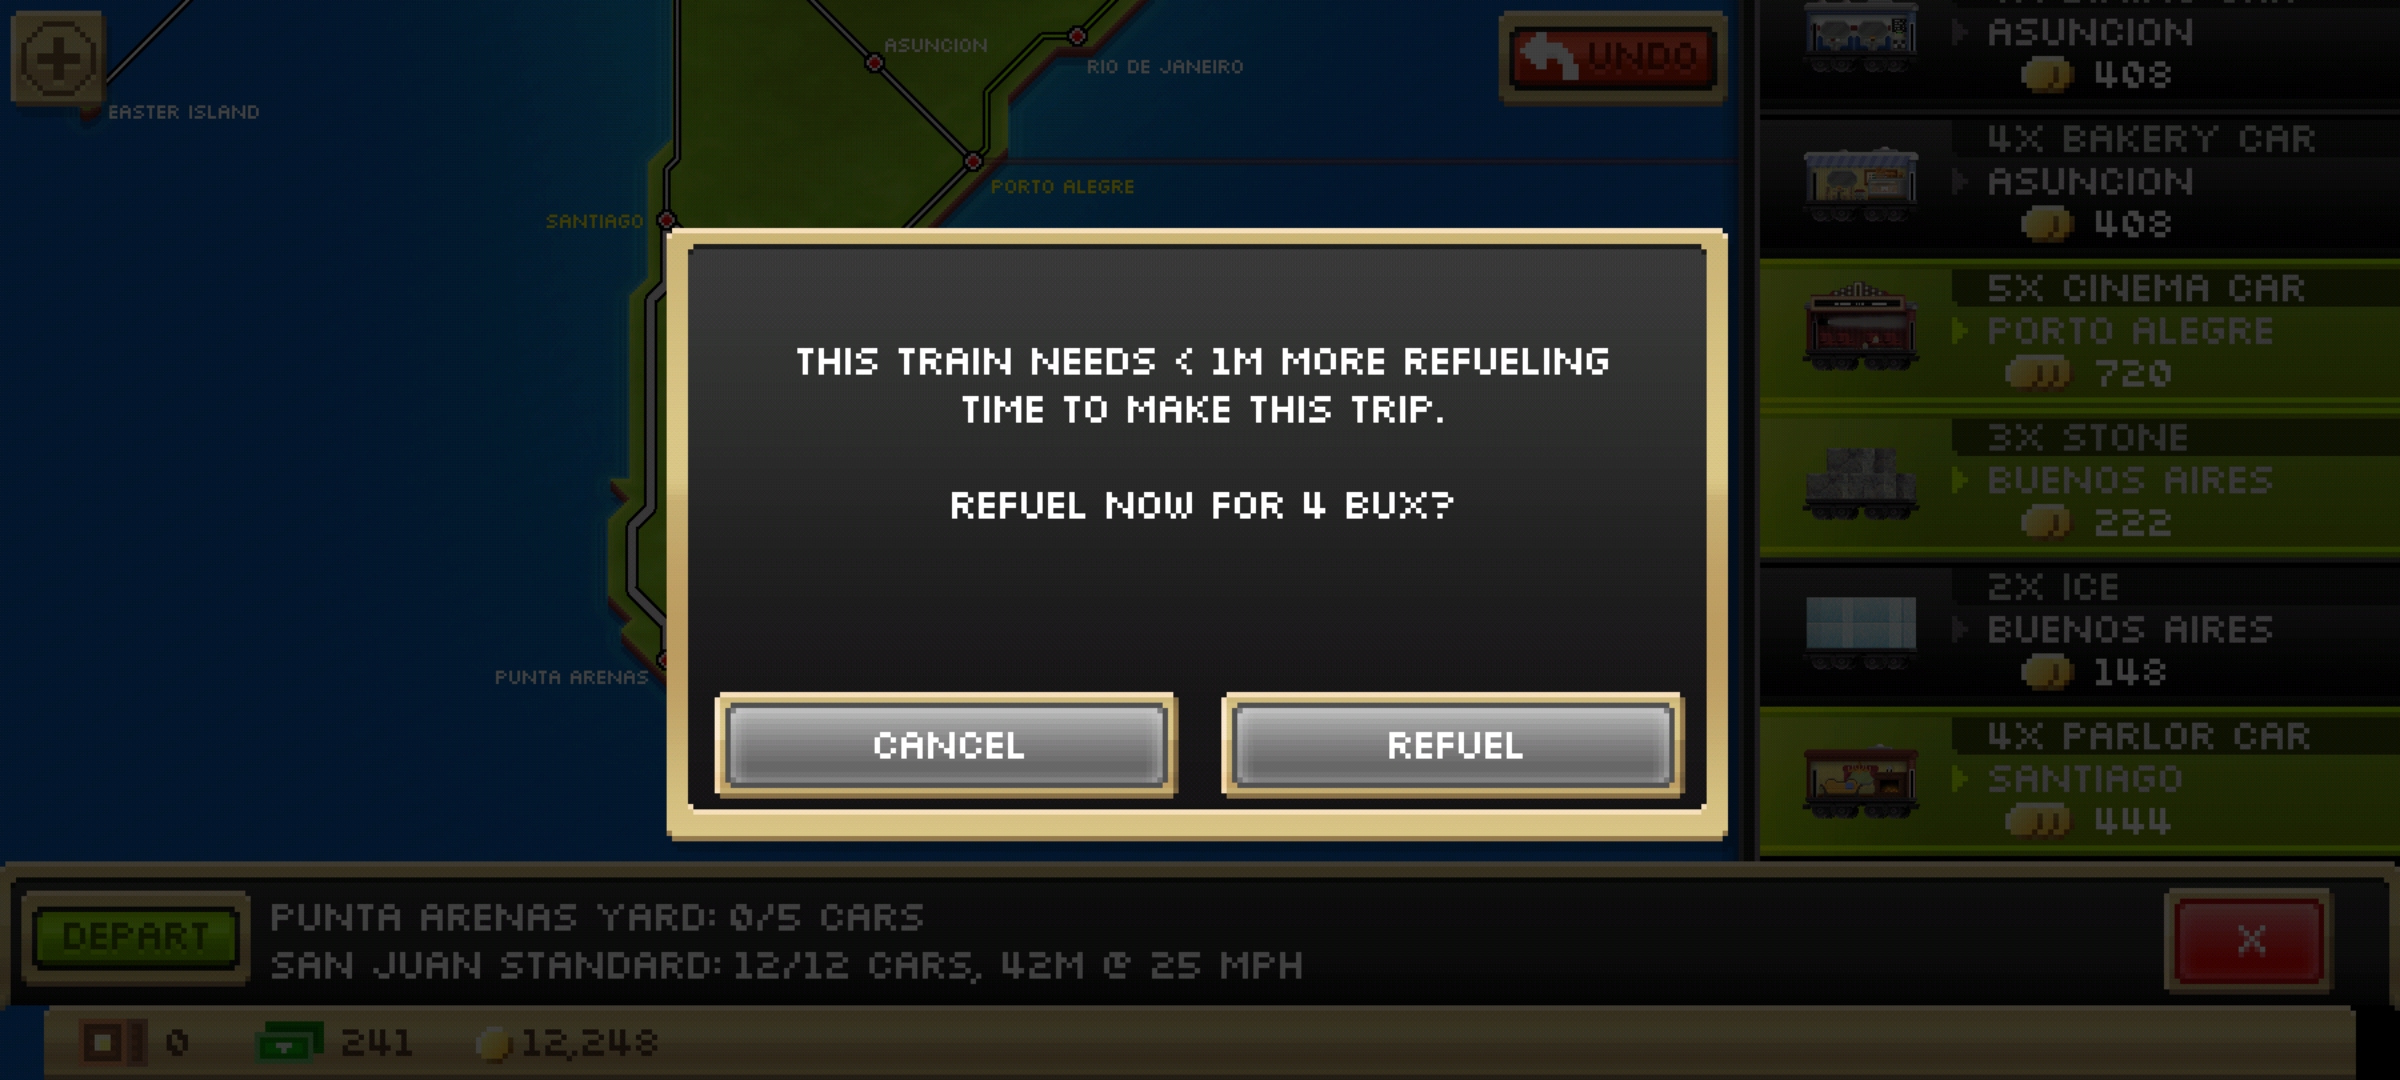 ASUNCION
RIO DE JANEIRO
EASTER ISLAND
PORTO ALEGRE
SANTIAGO
PUNTA ARENAS
UNDO
ASUNCION
408
4X BAKERY CAR
ASUNCION
408
5X CINEMA CAR
PORTO ALEGRE
720
3X STONE
BUENOS AIRES
222
2X ICE
BUENOS AIRES
148
4X PARLOR CAR
SANTIAGO
444
THIS TRAIN NEEDS < 1M MORE REFUELING
TIME TO MAKE THIS TRIP.
REFUEL NOW FOR 4 BUX?
CANCEL
REFUEL
DEPART
PUNTA ARENAS YARD: 0/5 CARS
SAN JUAN STANDARD: 12/12 CARS, 42M @ 25 MPH
X
0
241
12,248